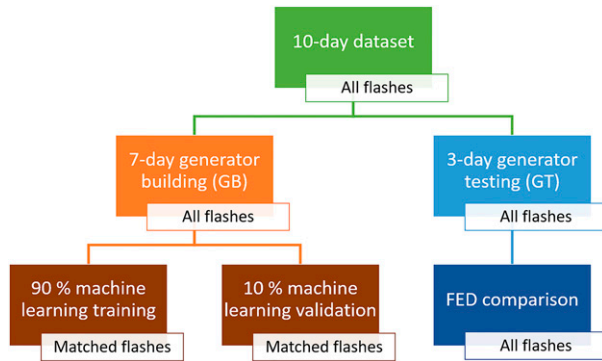 10-day dataset
All flashes
7-day generator
building (GB)
All flashes
3-day generator
testing (GT)
All flashes
90 % machine
learning training
Matched flashes
10 % machine
learning validation
Matched flashes
FED comparison
All flashes